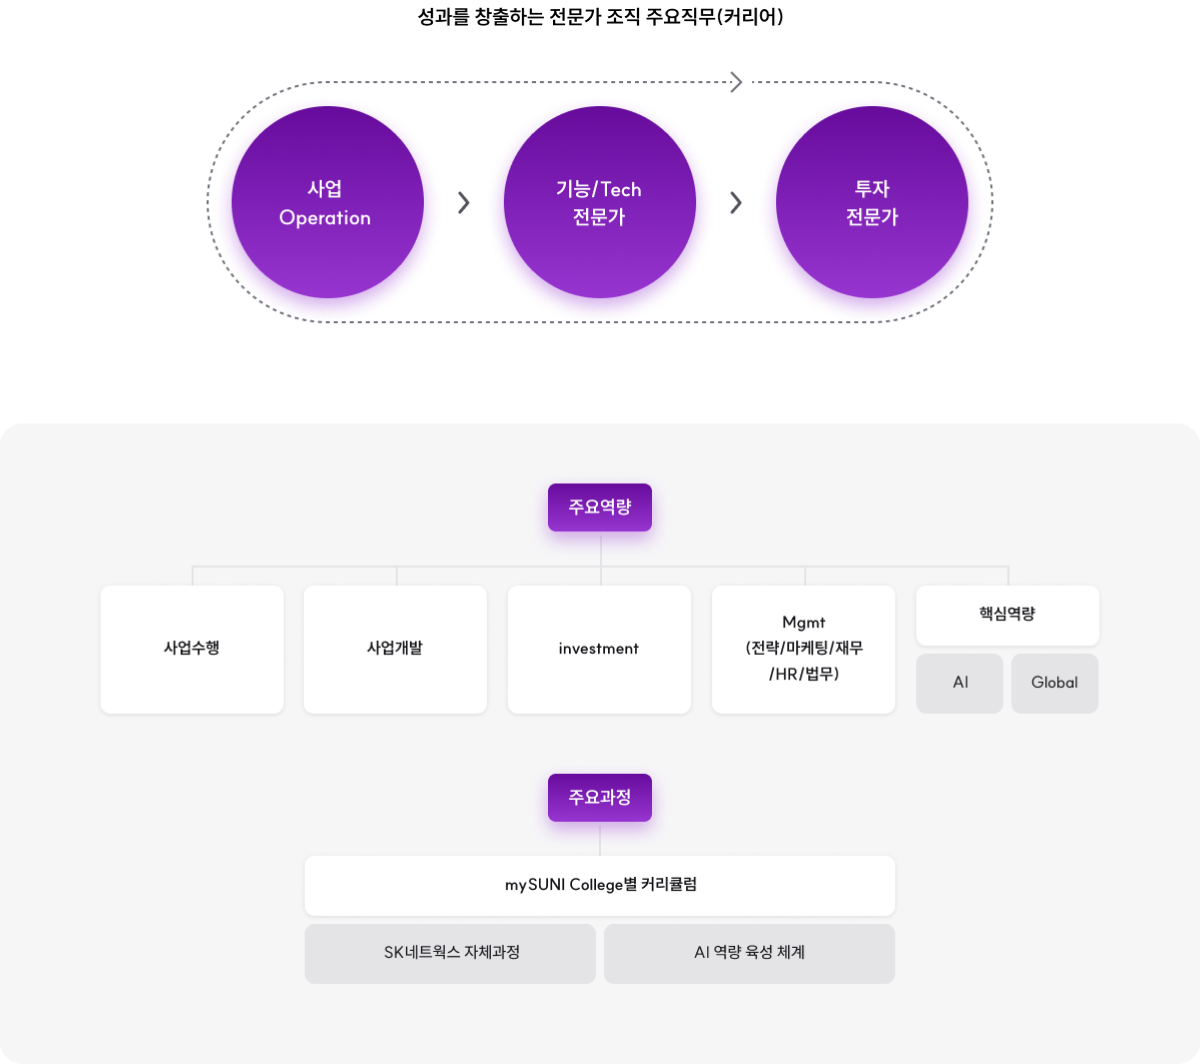 성과를 창출하는 전문가 조직 주요직무(커리어)
사업
Operation
기능/Tech
전문가
투자
전문가
주요역량
사업수행
사업개발
investment
Mgmt
(전략/마케팅/재무
/HR/법무)
핵심역량
AI
Global
주요과정
mySUNI College별 커리큘럼
SK네트웍스 자체과정
AI 역량 육성 체계